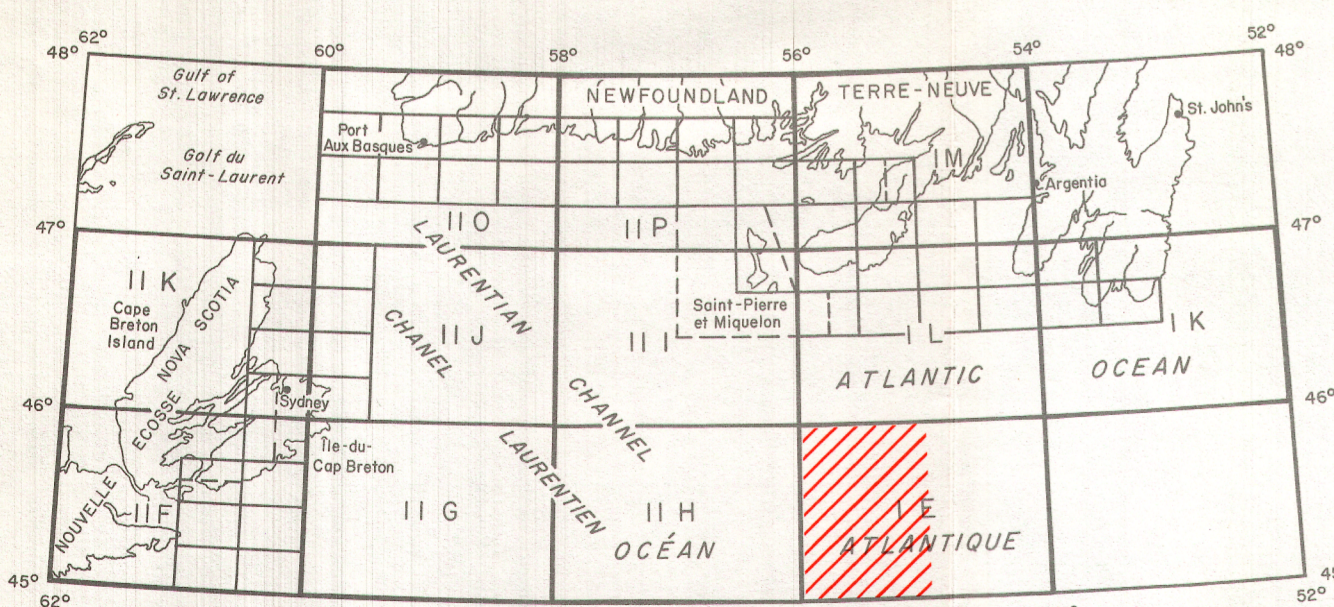 62°
60°
58°
56°
54°
52°
48°
48°
Gulf of
St. Lawrence
Golf du
Saint-Laurent
NEWFOUNDLAND
TERRE-NEUVE
St. John's
Port
Aux Basques
I M
Argentia
47°
II O
II P
47°
II K
Cape
Breton
Island
NOVA SCOTIA
LAURENTIAN
CHANEL
II J
II I
Saint-Pierre
et Miquelon
I L
I K
ATLANTIC
OCEAN
46°
Sydney
46°
ECOSSE
Île-du-
Cap Breton
CHANNEL
LAURENTIEN
NOUVELLE
II F
II G
II H
I E
OCÉAN
ATLANTIQUE
45°
62°
52°